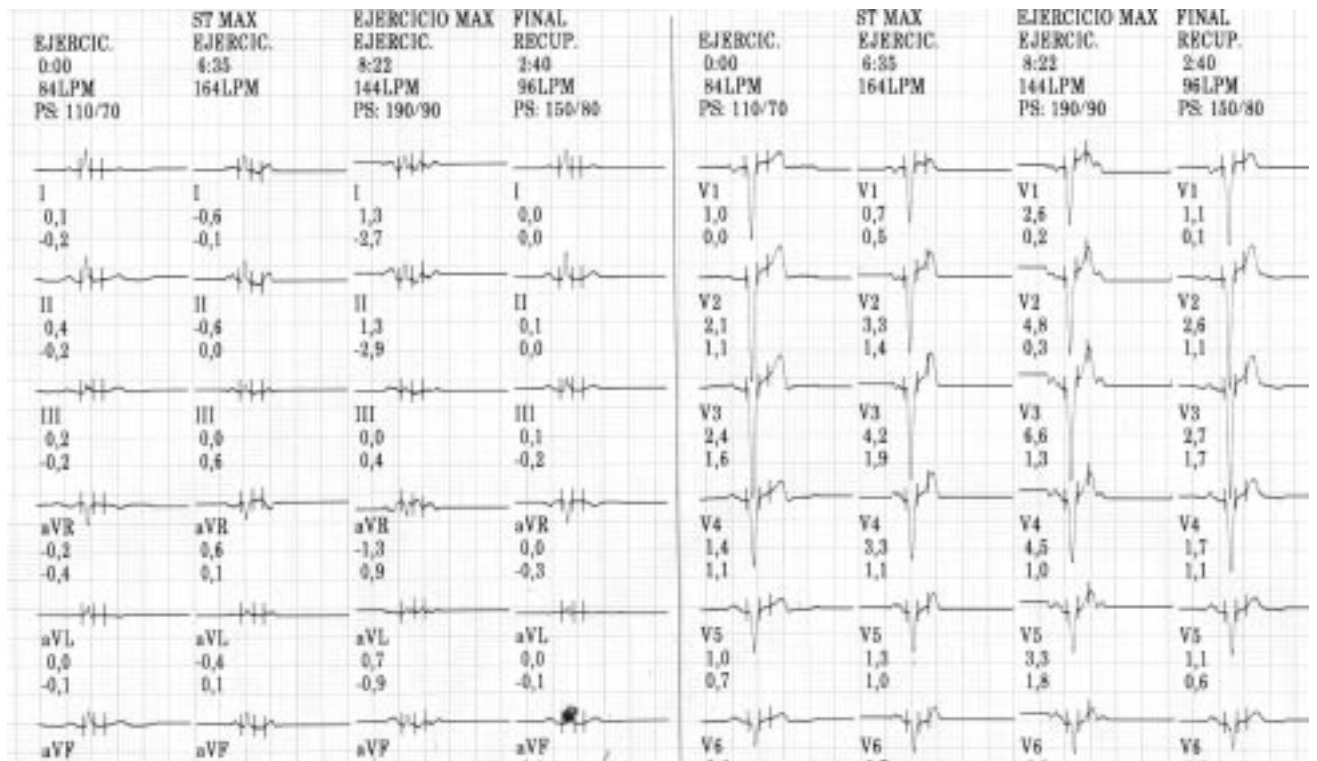 ST MAX EJERCICIO MAX FINAL
EJERCIC. EJERCIC. EJERCIC. RECUP.
0:00 6:35 8:22 2:40
84LPM 164LPM 144LPM 96LPM
PS: 110/70 PS: 190/90 PS: 150/80
I I I I
0,1 -0,6 1,3 0,0
-0,2 -0,1 -2,7 0,0
II II II II
0,4 -0,6 1,3 0,1
-0,2 0,0 -2,9 0,0
III III III III
0,2 0,0 0,0 0,1
-0,2 0,6 0,4 -0,2
aVR aVR aVR aVR
-0,2 0,6 -1,3 0,0
-0,4 0,1 0,9 -0,3
aVL aVL aVL aVL
0,0 -0,4 0,7 0,0
-0,1 0,1 -0,9 -0,1
aVF aVF aVF aVF
ST MAX EJERCICIO MAX FINAL
EJERCIC. EJERCIC. EJERCIC. RECUP.
0:00 6:35 8:22 2:40
84LPM 164LPM 144LPM 96LPM
PS: 110/70 PS: 190/90 PS: 150/80
V1 V1 V1 V1
1,0 0,7 2,6 1,1
0,0 0,5 0,2 0,1
V2 V2 V2 V2
2,1 3,3 4,8 2,6
1,1 1,4 0,3 1,1
V3 V3 V3 V3
2,4 4,2 6,6 2,7
1,6 1,9 1,3 1,7
V4 V4 V4 V4
1,4 3,3 4,5 1,7
1,1 1,1 1,0 1,1
V5 V5 V5 V5
1,0 1,3 3,3 1,1
0,7 1,0 1,8 0,6
V6 V6 V6 V6